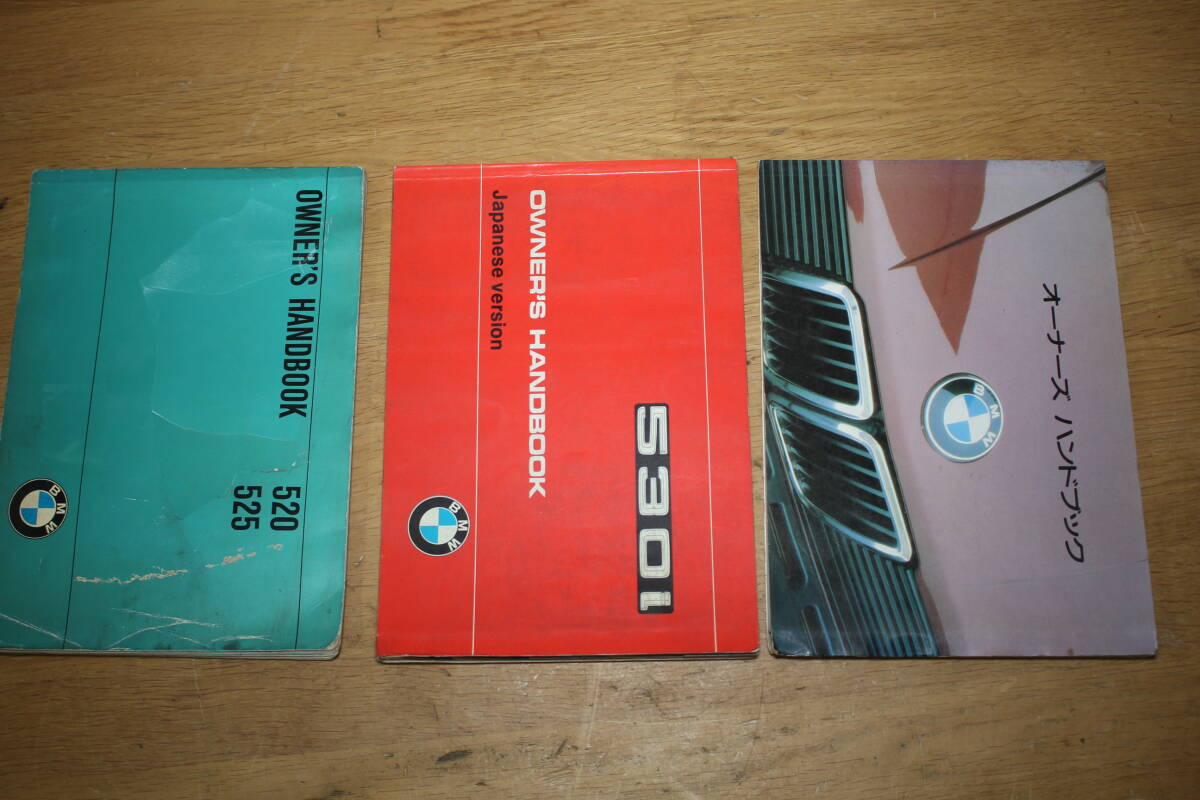 OWNER'S HANDBOOK
520
525
BMW
OWNER'S HANDBOOK
Japanese version
530i
BMW
オーナーズ ハンドブック
BMW